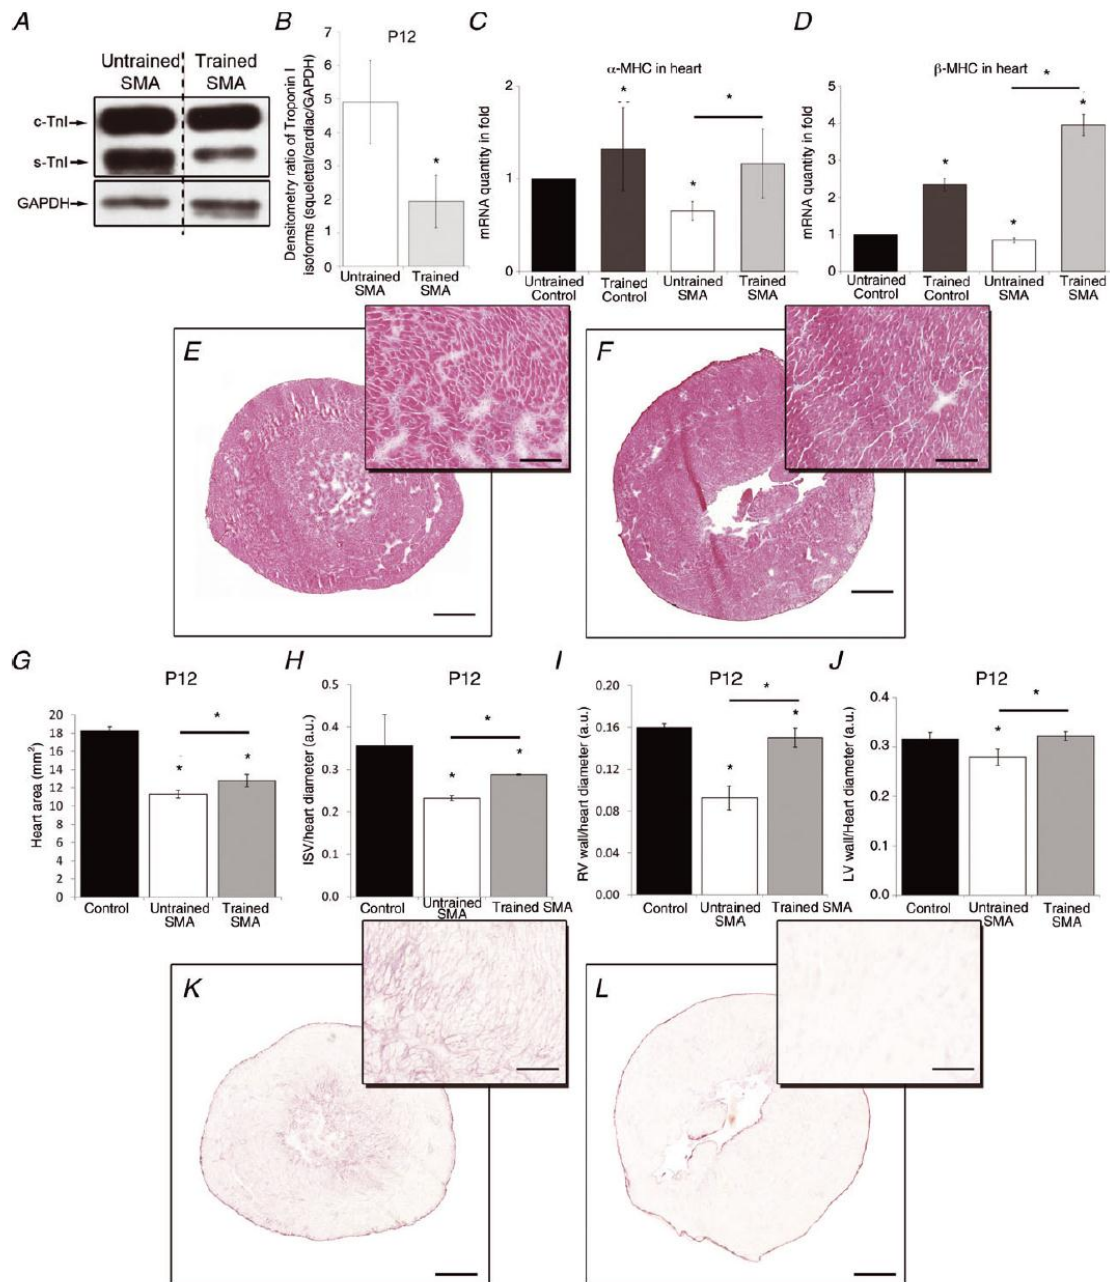 A
Untrained SMA
Trained SMA
c-TnI
s-TnI
GAPDH
B
P12
Densitometry ratio of Troponin I
isoforms (squeletal/cardiac/GAPDH)
7
6
5
4
3
2
1
0
*
Untrained SMA
Trained SMA
C
α-MHC in heart
mRNA quantity in fold
2
1
0
*
*
*
Untrained Control
Trained Control
Untrained SMA
Trained SMA
D
β-MHC in heart
mRNA quantity in fold
5
4
3
2
1
0
*
*
*
*
Untrained Control
Trained Control
Untrained SMA
Trained SMA
E
F
G
P12
Heart area (mm²)
20
18
16
14
12
10
8
6
4
2
0
*
*
*
Control
Untrained SMA
Trained SMA
H
P12
ISV/heart diameter (a.u.)
0.5
0.4
0.3
0.2
0.1
0.0
*
*
*
Control
Untrained SMA
Trained SMA
I
P12
RV wall/heart diameter (a.u.)
0.20
0.16
0.12
0.08
0.04
0.00
*
*
*
Control
Untrained SMA
Trained SMA
J
P12
LV wall/Heart diameter (a.u.)
0.4
0.3
0.2
0.1
0.0
*
*
Control
Untrained SMA
Trained SMA
K
L